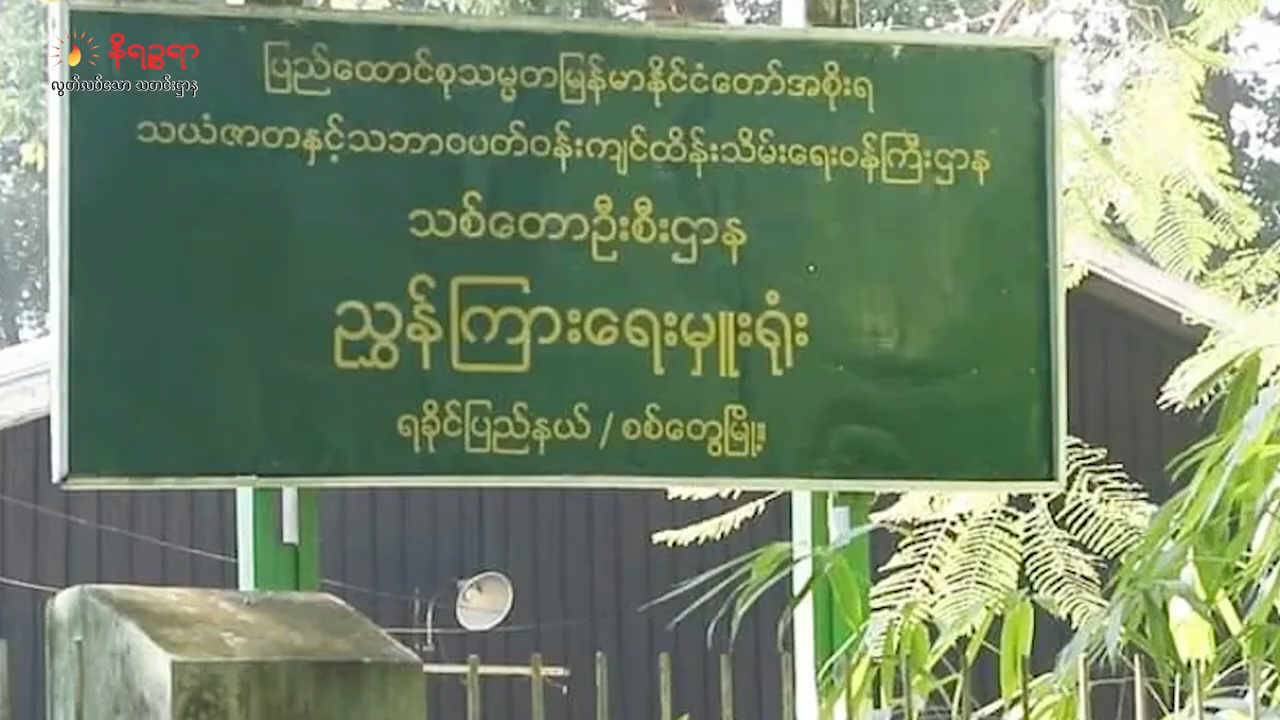 နိရဉ္စရာ
လွတ်လပ်သော သတင်းဌာန
ပြည်ထောင်စုသမ္မတမြန်မာနိုင်ငံတော်အစိုးရ
သယံဇာတနှင့်သဘာဝပတ်ဝန်းကျင်ထိန်းသိမ်းရေးဝန်ကြီးဌာန
သစ်တောဦးစီးဌာန
ညွှန်ကြားရေးမှူးရုံး
ရခိုင်ပြည်နယ် / စစ်တွေမြို့။